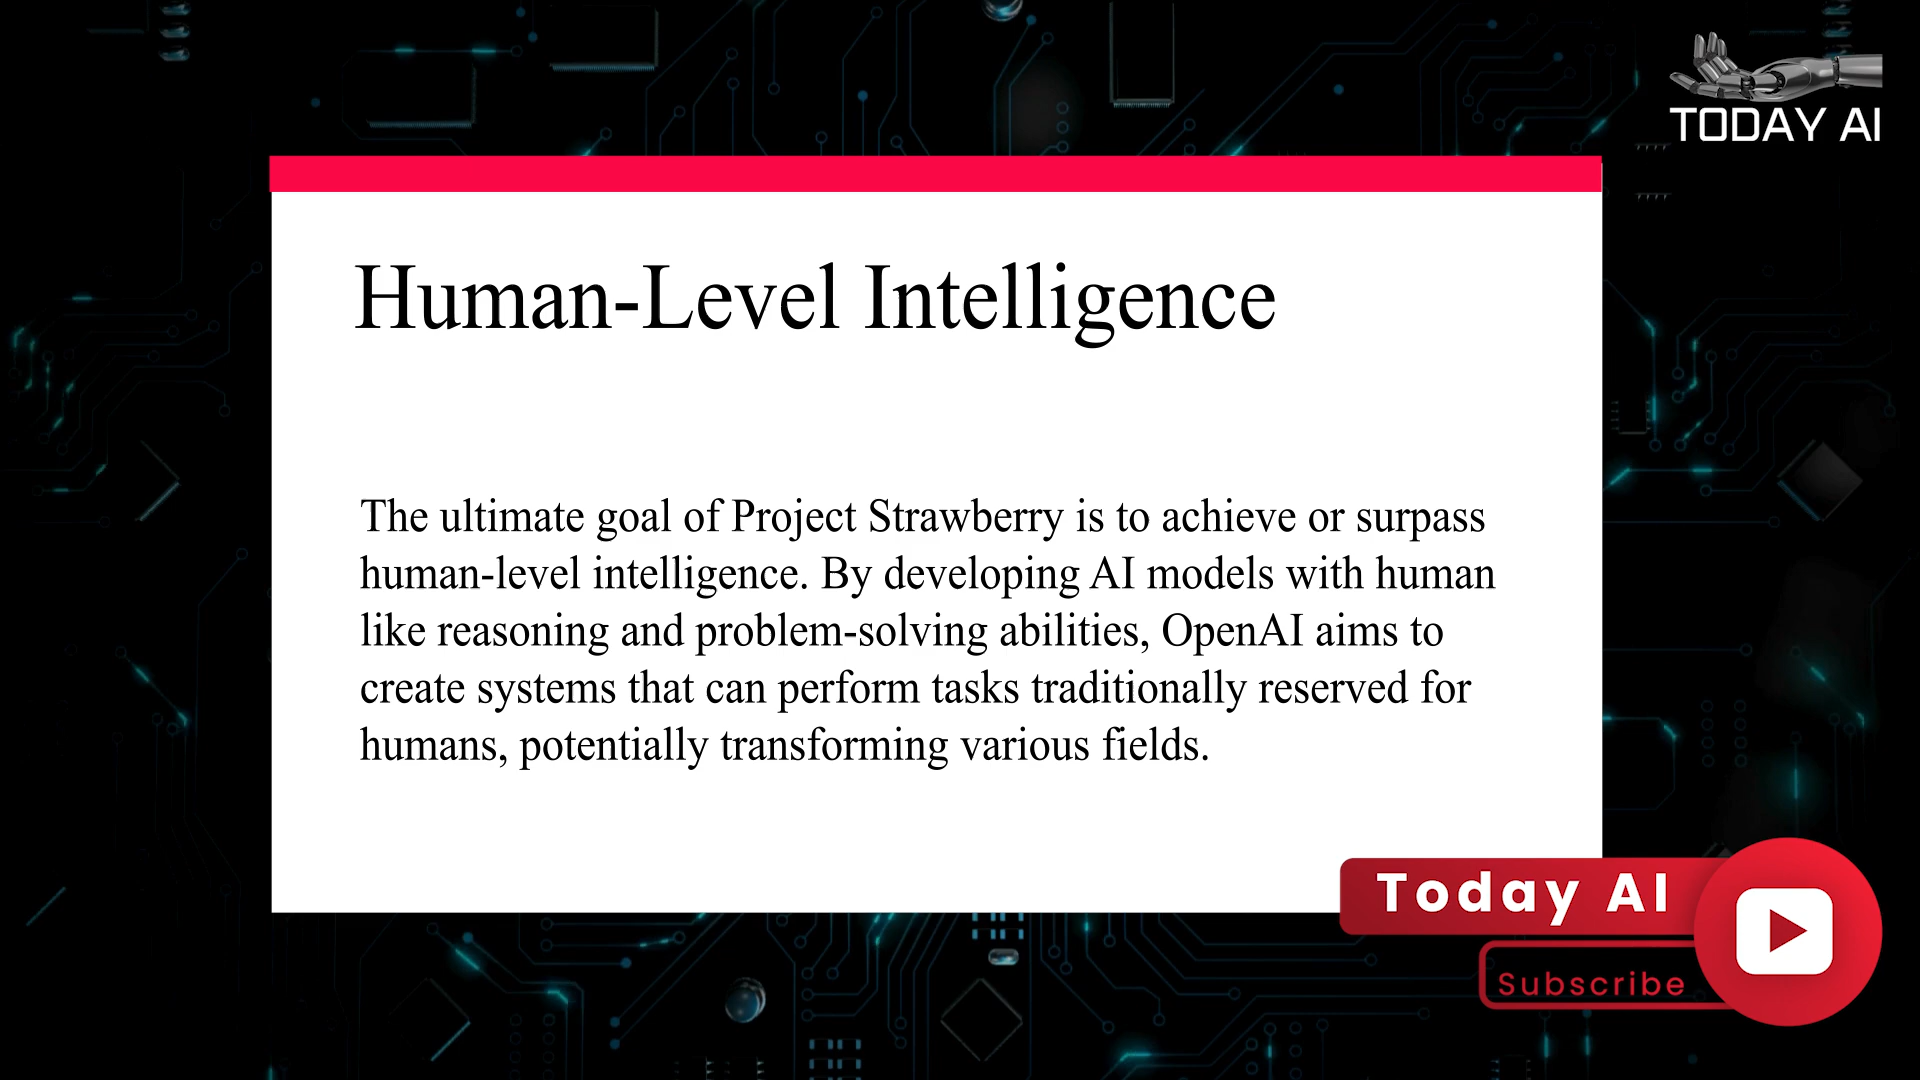 TODAY AI
Human-Level Intelligence
The ultimate goal of Project Strawberry is to achieve or surpass
human-level intelligence. By developing AI models with human
like reasoning and problem-solving abilities, OpenAI aims to
create systems that can perform tasks traditionally reserved for
humans, potentially transforming various fields.
Today AI
Subscribe